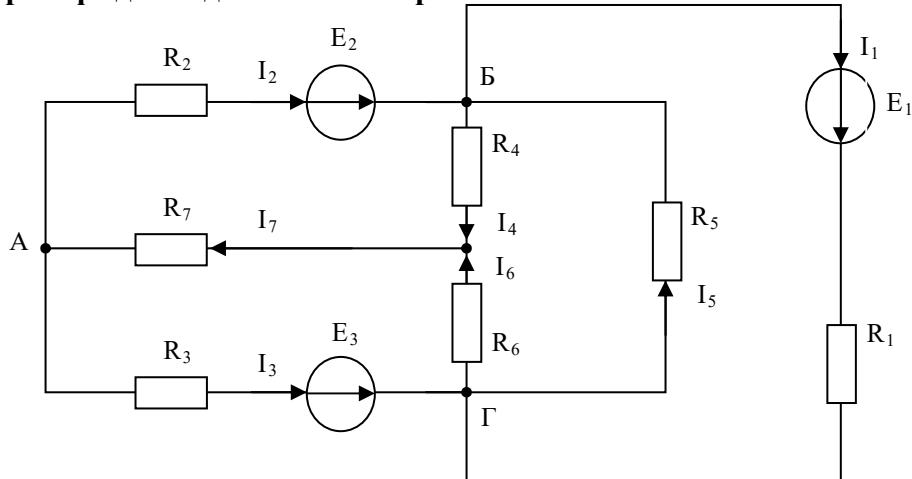 E₂
R₂
I₂
I₁
Б
E₁
R₄
R₇
I₇
I₄
А
R₅
I₆
I₅
E₃
R₃
I₃
R₆
R₁
Г